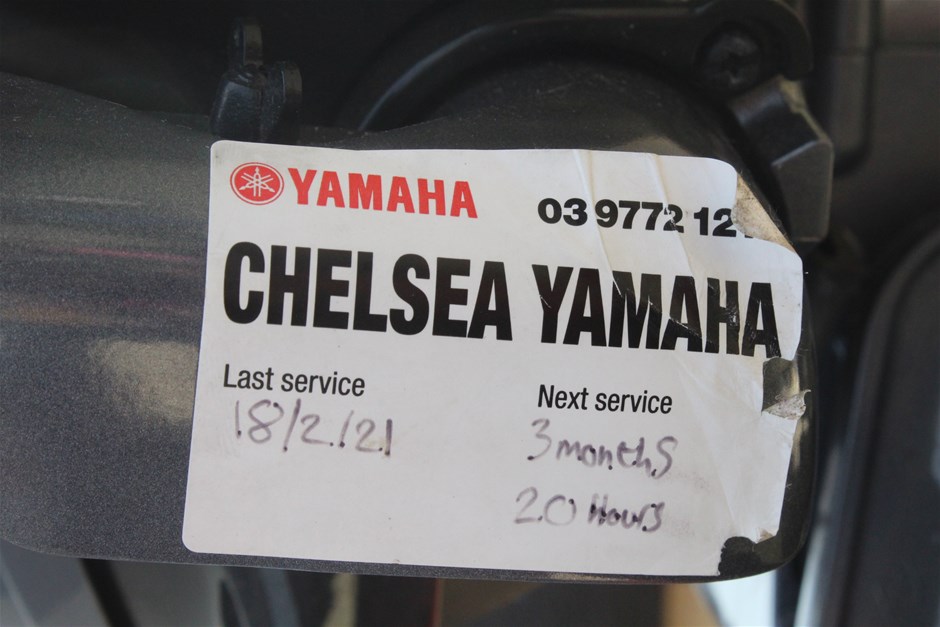 YAMAHA
03 9772 12
CHELSEA YAMAHA
Last service
18/2/21
Next service
3 months
20 Hours